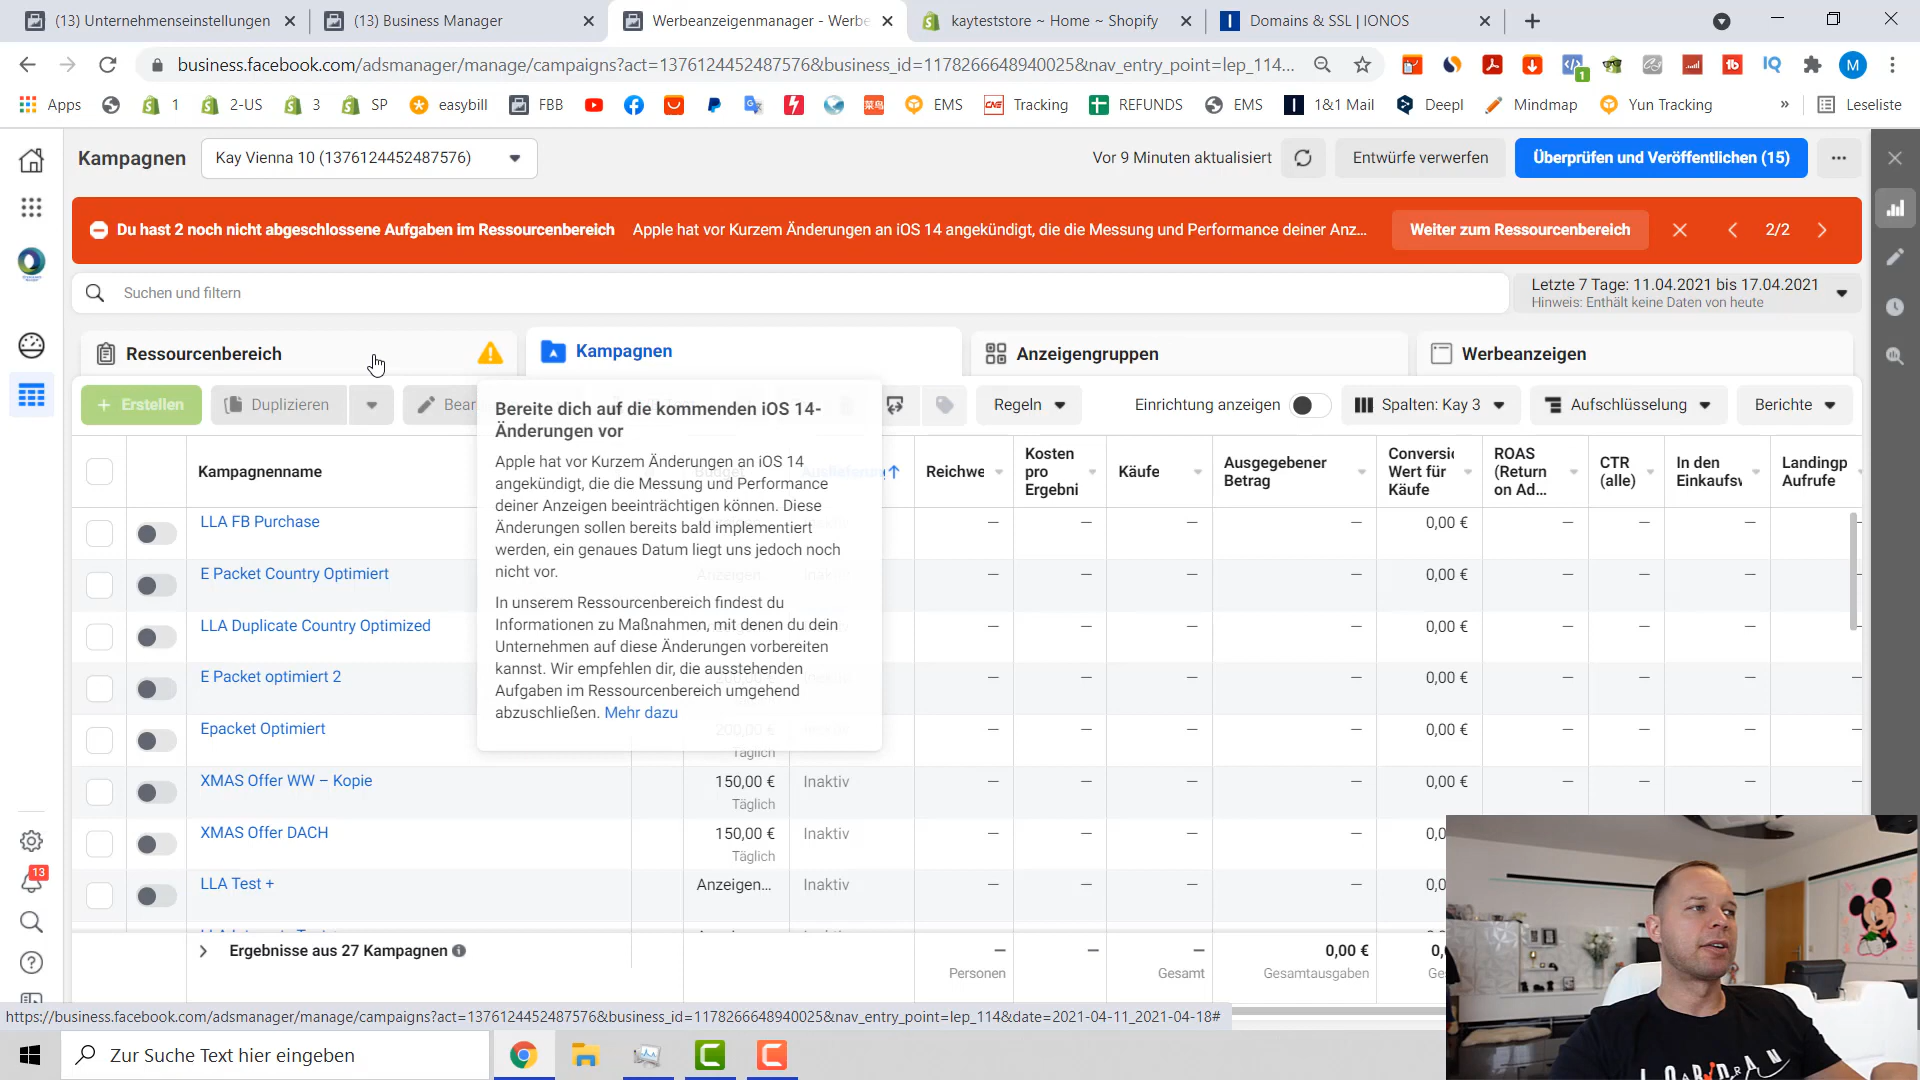 (13) Unternehmenseinstellungen
(13) Business Manager
Werbeanzeigenmanager - Werbe
kayteststore ~ Home ~ Shopify
Domains & SSL | IONOS
business.facebook.com/adsmanager/manage/campaigns?act=1376124452487576&business_id=1178266648940025&nav_entry_point=lep_114...
1
M
Apps
1
2-US
3
SP
easybill
FBB
EMS
Tracking
REFUNDS
EMS
1&1 Mail
Deepl
Mindmap
Yun Tracking
»
Leseliste
Kampagnen
Kay Vienna 10 (1376124452487576)
Vor 9 Minuten aktualisiert
Entwürfe verwerfen
Überprüfen und Veröffentlichen (15)
Du hast 2 noch nicht abgeschlossene Aufgaben im Ressourcenbereich
Apple hat vor Kurzem Änderungen an iOS 14 angekündigt, die die Messung und Performance deiner Anz...
Weiter zum Ressourcenbereich
2/2
Suchen und filtern
Letzte 7 Tage: 11.04.2021 bis 17.04.2021
Hinweis: Enthält keine Daten von heute
Ressourcenbereich
Kampagnen
Anzeigengruppen
Werbeanzeigen
+ Erstellen
Duplizieren
Bear
Regeln
Einrichtung anzeigen
Spalten: Kay 3
Aufschlüsselung
Berichte
Bereite dich auf die kommenden iOS 14-
Änderungen vor
Apple hat vor Kurzem Änderungen an iOS 14
angekündigt, die die Messung und Performance
deiner Anzeigen beeinträchtigen können. Diese
Änderungen sollen bereits bald implementiert
werden, ein genaues Datum liegt uns jedoch noch
nicht vor.
In unserem Ressourcenbereich findest du
Informationen zu Maßnahmen, mit denen du dein
Unternehmen auf diese Änderungen vorbereiten
kannst. Wir empfehlen dir, die ausstehenden
Aufgaben im Ressourcenbereich umgehend
abzuschließen. Mehr dazu
Kampagnenname
Reichwe
Kosten
pro
Ergebni
Käufe
Ausgegebener
Betrag
Conversic
Wert für
Käufe
ROAS
(Return
on Ad...
CTR
(alle)
In den
Einkaufsv
Landingp
Aufrufe
LLA FB Purchase
— — — — 0,00 € — — — —
E Packet Country Optimiert
— — — — 0,00 € — — — —
LLA Duplicate Country Optimized
— — — — 0,00 € — — — —
E Packet optimiert 2
— — — — 0,00 € — — — —
Epacket Optimiert
200,00 €
Täglich
— — — — 0,00 € — — — —
XMAS Offer WW – Kopie
150,00 €
Täglich
Inaktiv
— — — — 0,00 € — — — —
XMAS Offer DACH
150,00 €
Täglich
Inaktiv
— — — — 0,0
LLA Test +
Anzeigen...
Inaktiv
— — — — 0,0
Ergebnisse aus 27 Kampagnen
—
Personen
—
—
Gesamt
0,00 €
Gesamtausgaben
0,0
Ge
13
https://business.facebook.com/adsmanager/manage/campaigns?act=1376124452487576&business_id=1178266648940025&nav_entry_point=lep_114&date=2021-04-11_2021-04-18#
Zur Suche Text hier eingeben